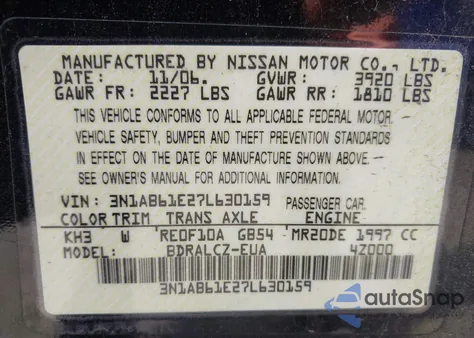 MANUFACTURED BY NISSAN MOTOR CO., LTD.
DATE: 11/06. GVWR: 3920 LBS
GAWR FR: 2227 LBS GAWR RR: 1810 LBS
THIS VEHICLE CONFORMS TO ALL APPLICABLE FEDERAL MOTOR
VEHICLE SAFETY, BUMPER AND THEFT PREVENTION STANDARDS
IN EFFECT ON THE DATE OF MANUFACTURE SHOWN ABOVE.
SEE OWNER'S MANUAL FOR ADDITIONAL INFORMATION.
VIN: 3N1AB61E27L630159 PASSENGER CAR.
COLOR TRIM TRANS AXLE ENGINE
KH3 W RE0F10A GB54 MR20DE 1997 CC
MODEL: BDRALCZ-EUA 4Z000
3N1AB61E27L630159
autoSnap